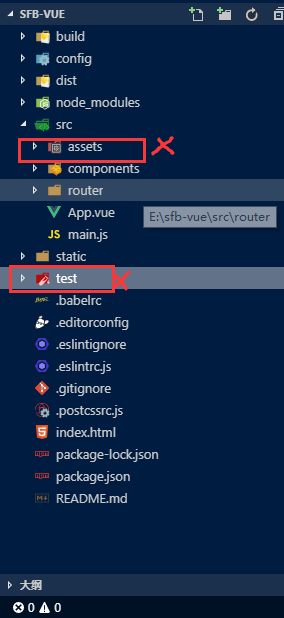 SFB-VUE
build
config
dist
node_modules
src
assets
components
router
App.vue
E:\sfb-vue\src\router
JS main.js
static
test
.babelrc
.editorconfig
.eslintignore
.eslintrc.js
.gitignore
.postcssrc.js
index.html
package-lock.json
package.json
README.md
大纲
0 0